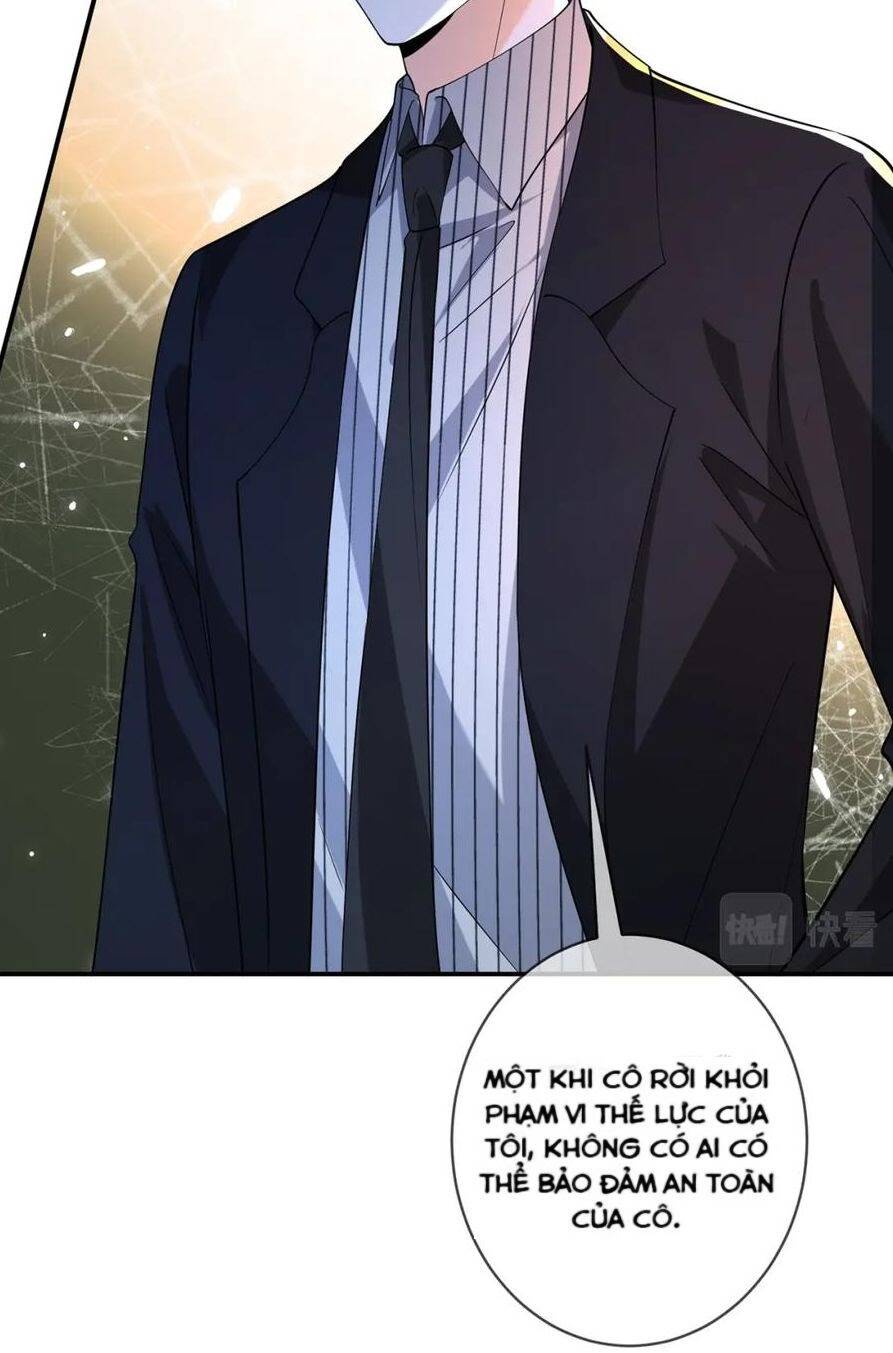 快看! 快看
MỘT KHI CÔ RỜI KHỎI
PHẠM VI THẾ LỰC CỦA
TÔI, KHÔNG CÓ AI CÓ
THỂ BẢO ĐẢM AN TOÀN
CỦA CÔ.